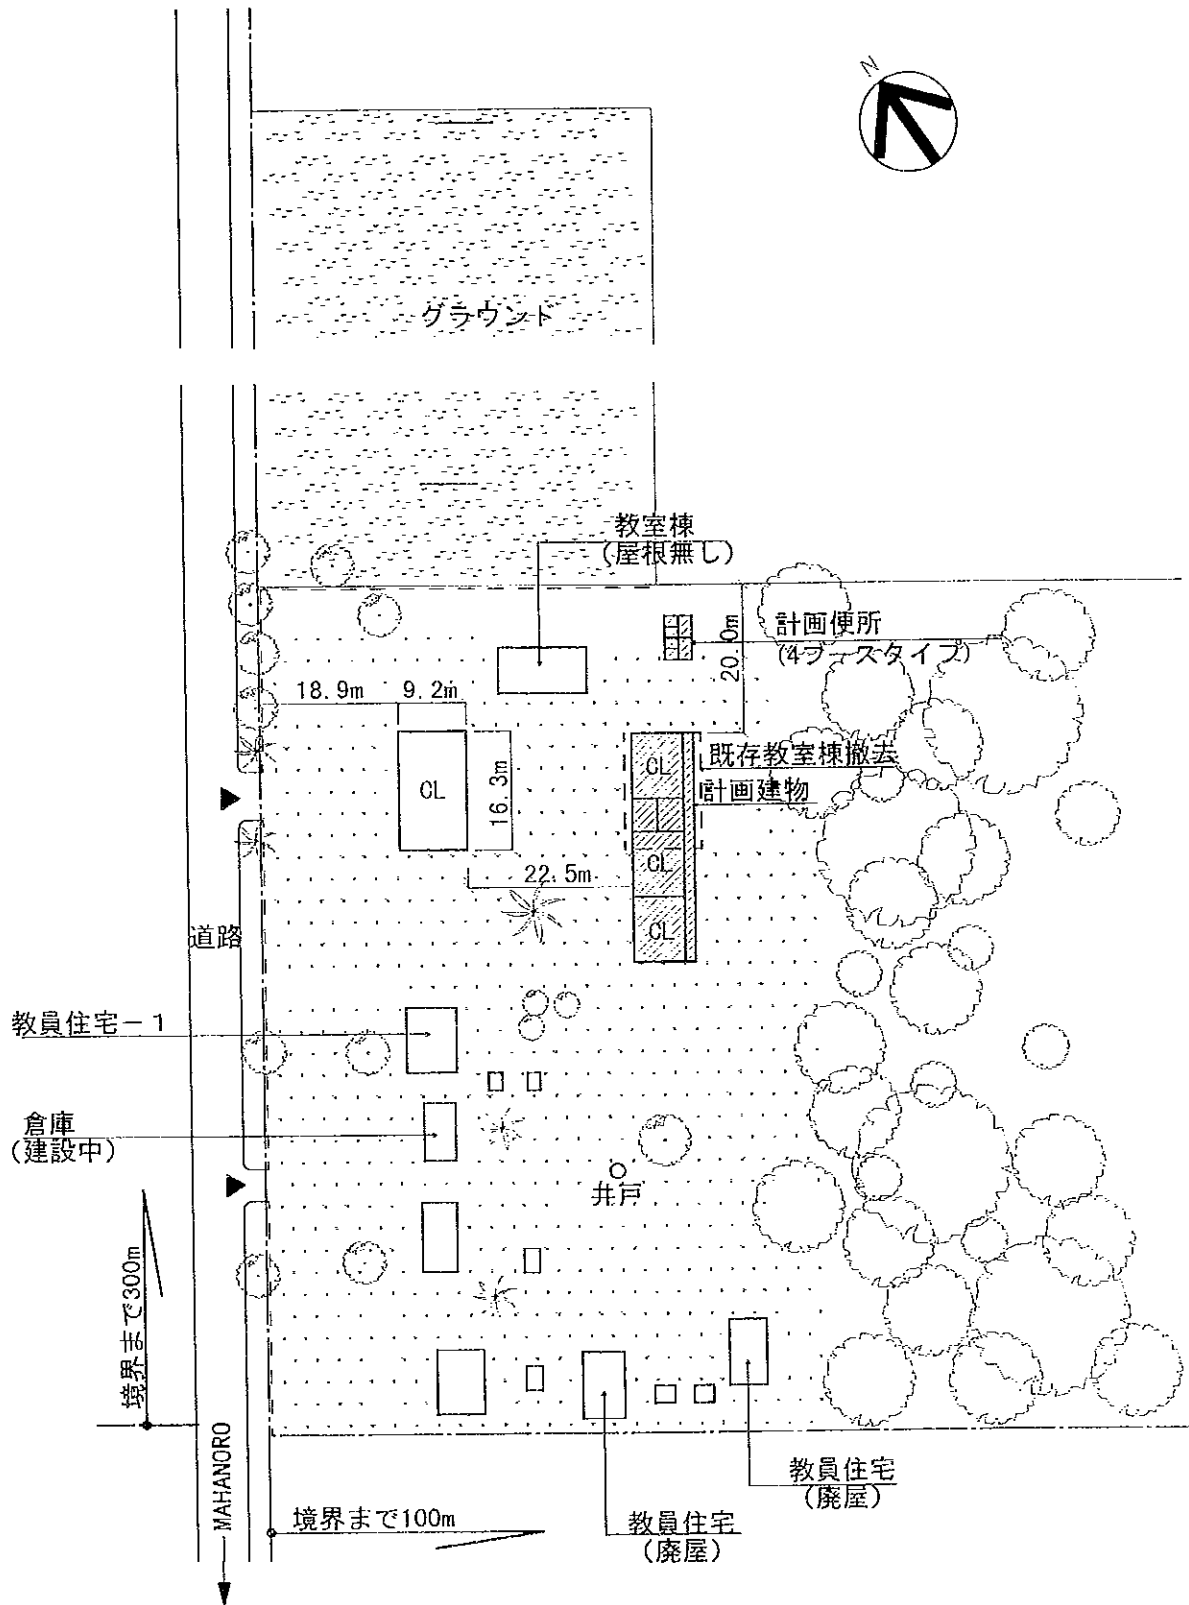 N
グラウンド
教室棟
(屋根無し)
計画便所
(4ブースタイプ)
20.0m
18.9m
9.2m
既存教室棟撤去
CL
CL
16.3m
計画建物
CL
22.5m
CL
道路
教員住宅－1
倉庫
(建設中)
井戸
境界まで300m
MAHANORO
境界まで100m
教員住宅
(廃屋)
教員住宅
(廃屋)